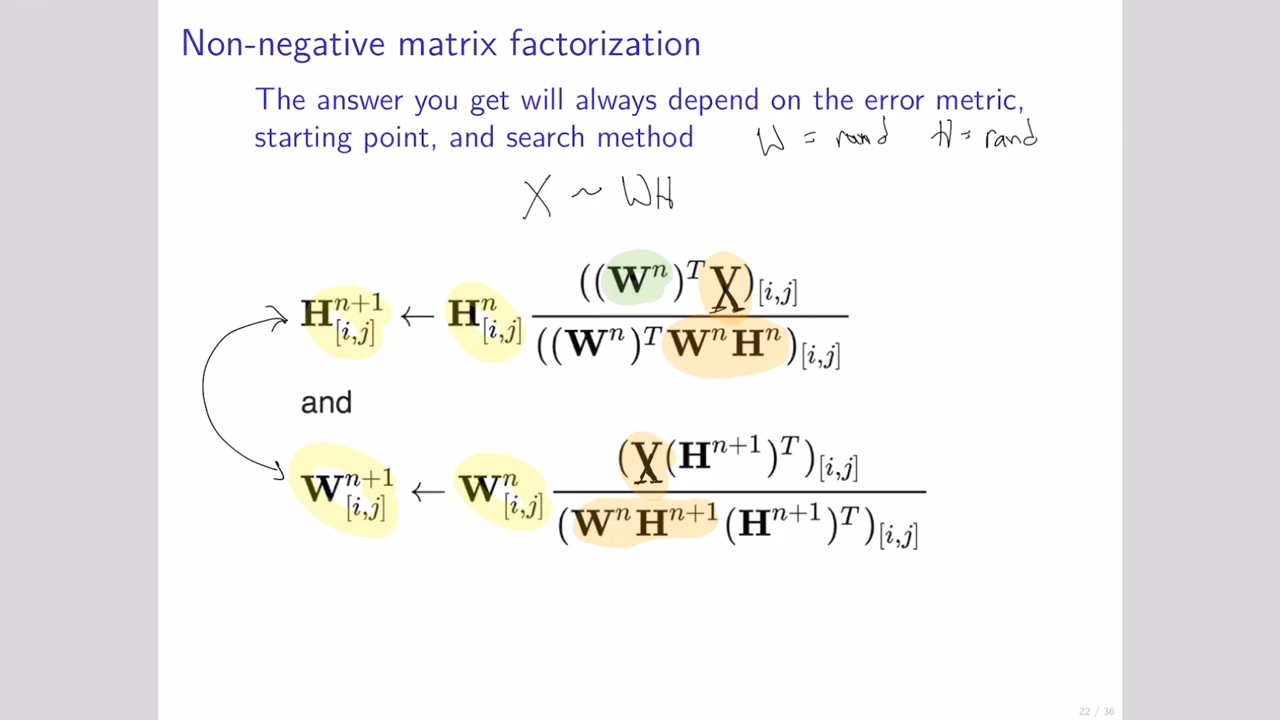 Non-negative matrix factorization
The answer you get will always depend on the error metric,
starting point, and search method W = rand H = rand
X ~ WH
H^{n+1}_{[i,j]} ← H^n_{[i,j]} ((W^n)^T X)_{[i,j]} / ((W^n)^T W^n H^n)_{[i,j]}
and
W^{n+1}_{[i,j]} ← W^n_{[i,j]} (X(H^{n+1})^T)_{[i,j]} / (W^n H^{n+1} (H^{n+1})^T)_{[i,j]}
22 / 36